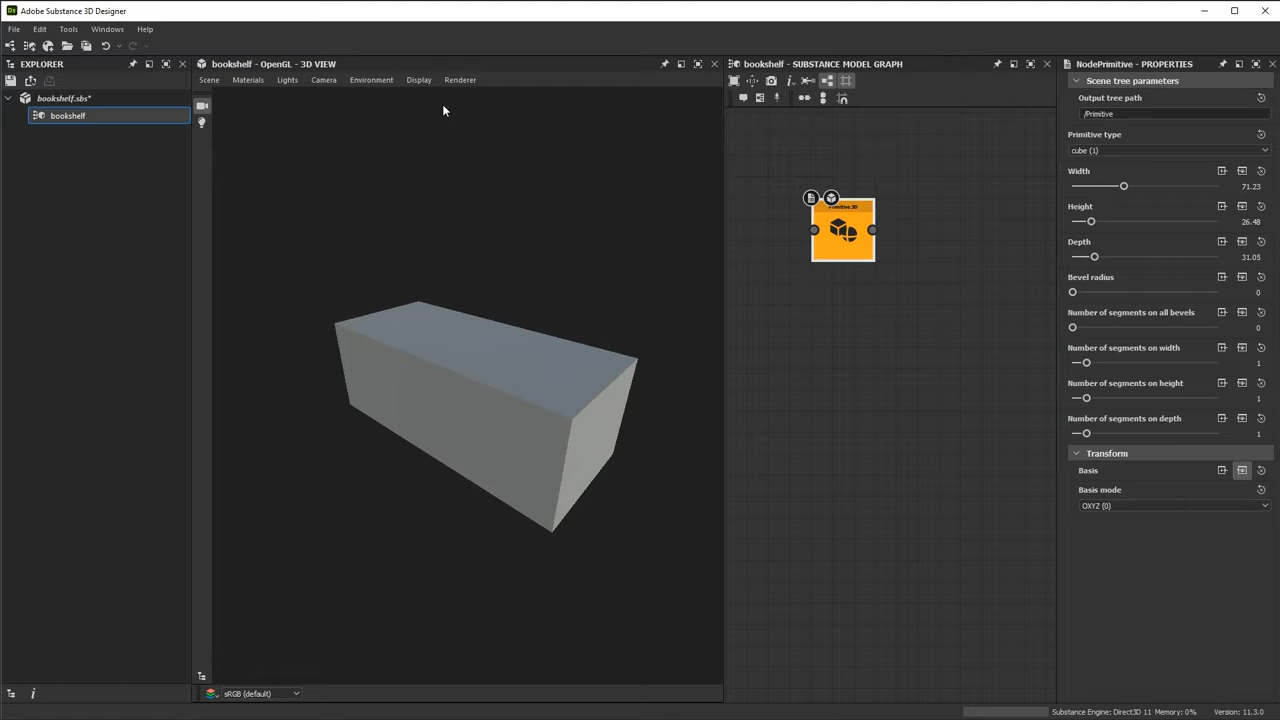 Adobe Substance 3D Designer
File Edit Tools Windows Help
EXPLORER
bookshelf.sbs*
bookshelf
bookshelf - OpenGL - 3D VIEW
Scene Materials Lights Camera Environment Display Renderer
sRGB (default)
bookshelf - SUBSTANCE MODEL GRAPH
Primitive 3D
NodePrimitive - PROPERTIES
Scene tree parameters
Output tree path
/Primitive
Primitive type
cube (1)
Width
71.23
Height
26.48
Depth
31.05
Bevel radius
0
Number of segments on all bevels
0
Number of segments on width
1
Number of segments on height
1
Number of segments on depth
1
Transform
Basis
Basis mode
OXYZ (0)
Substance Engine: Direct3D 11 Memory: 0% Version: 11.3.0